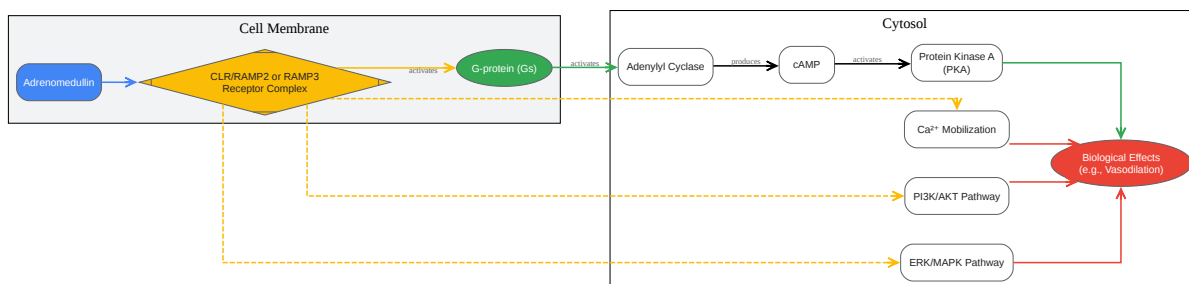 Cell Membrane
Cytosol
Adrenomedullin
CLR/RAMP2 or RAMP3
Receptor Complex
activates
G-protein (Gs)
activates
Adenylyl Cyclase
produces
cAMP
activates
Protein Kinase A
(PKA)
Ca²⁺ Mobilization
Biological Effects
(e.g., Vasodilation)
PI3K/AKT Pathway
ERK/MAPK Pathway